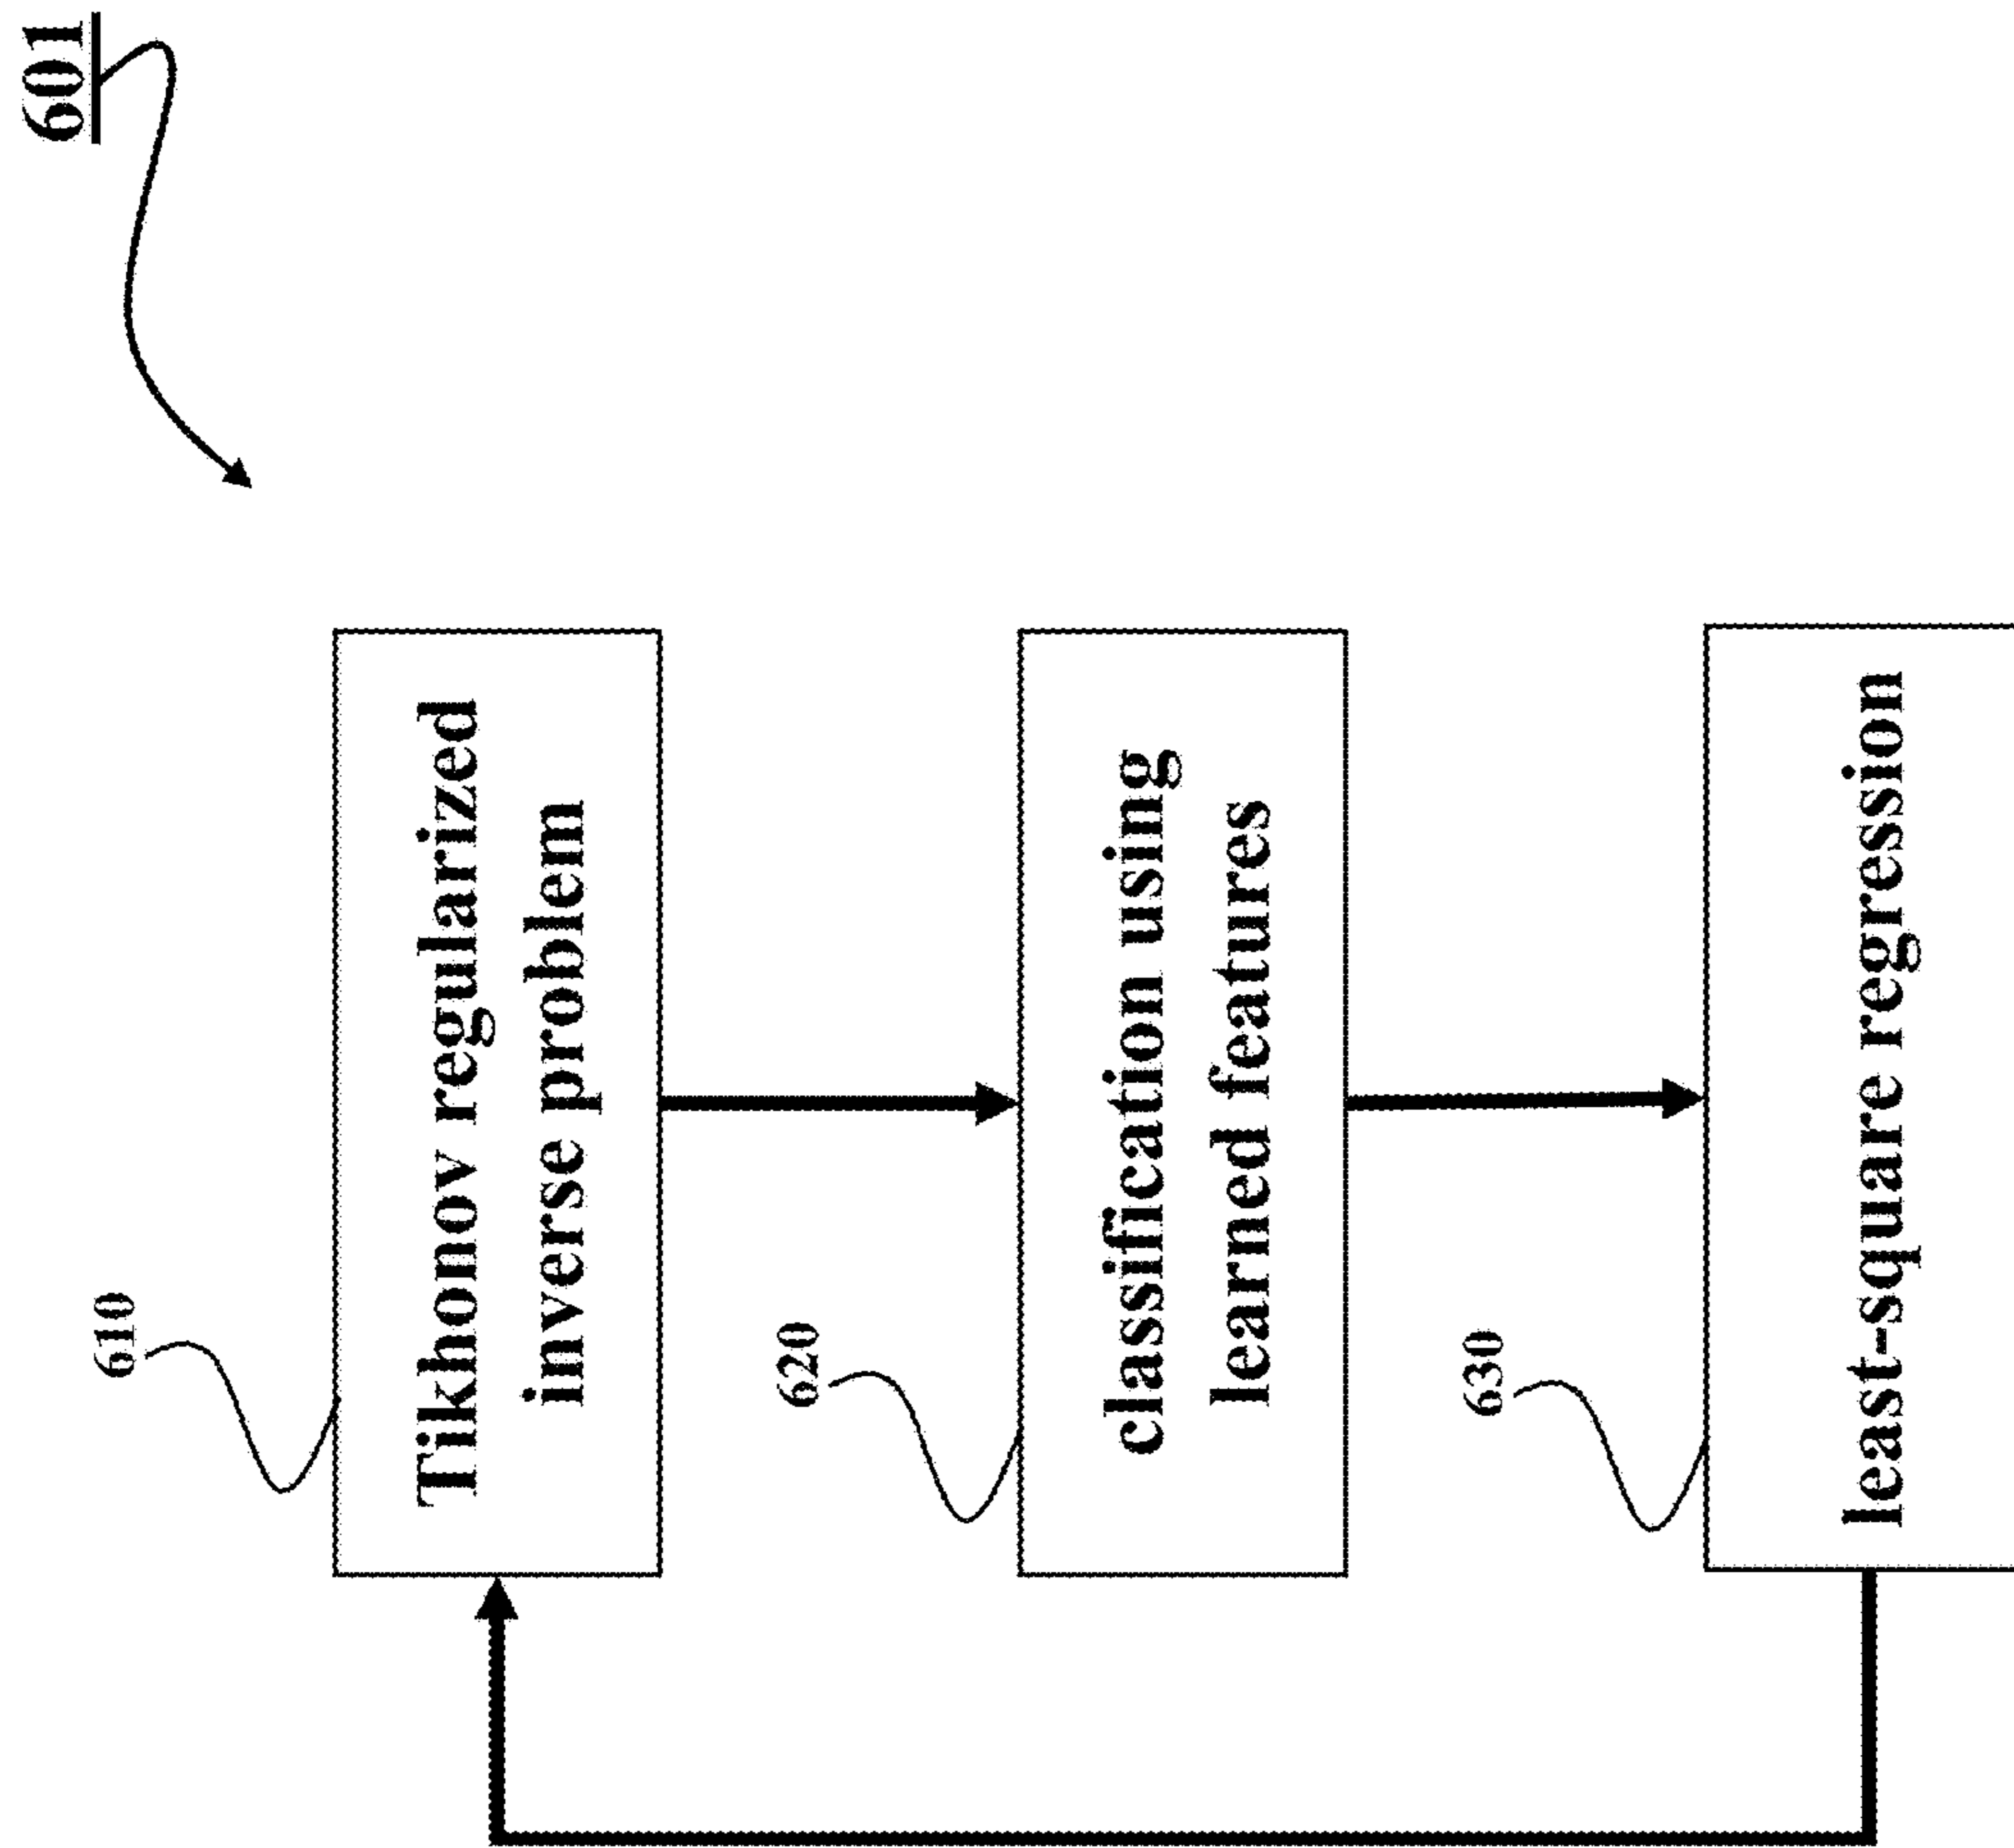 601
610
Tikhonov regularized
inverse problem
620
classification using
learned features
630
least-square regression